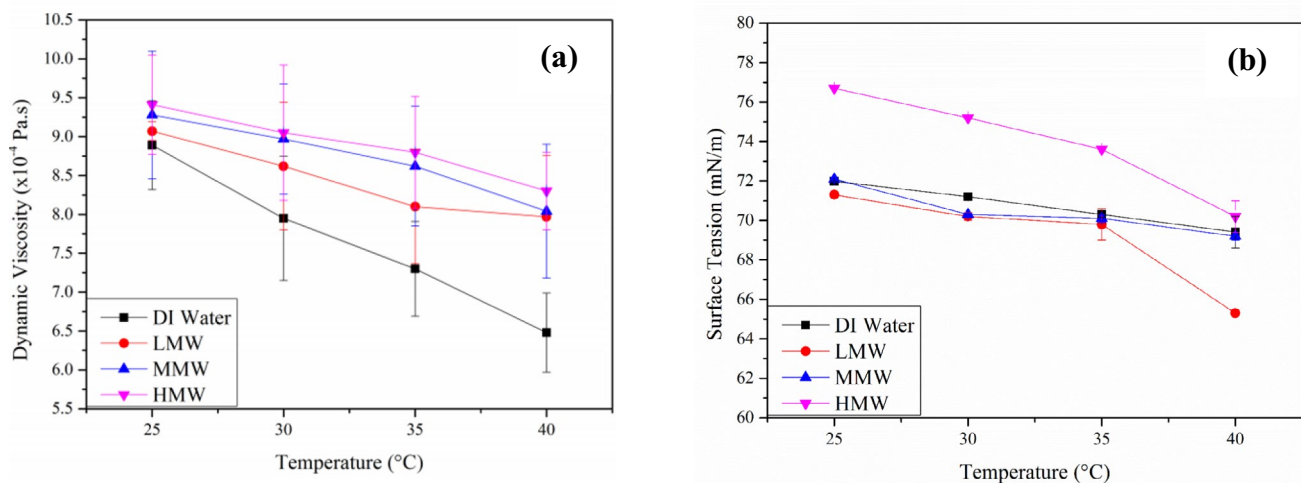 (a)
Dynamic Viscosity (x10⁻⁴ Pa.s)
10.5
10.0
9.5
9.0
8.5
8.0
7.5
7.0
6.5
6.0
5.5
DI Water
LMW
MMW
HMW
25
30
35
40
Temperature (°C)
(b)
Surface Tension (mN/m)
80
78
76
74
72
70
68
66
64
62
60
DI Water
LMW
MMW
HMW
25
30
35
40
Temperature (°C)